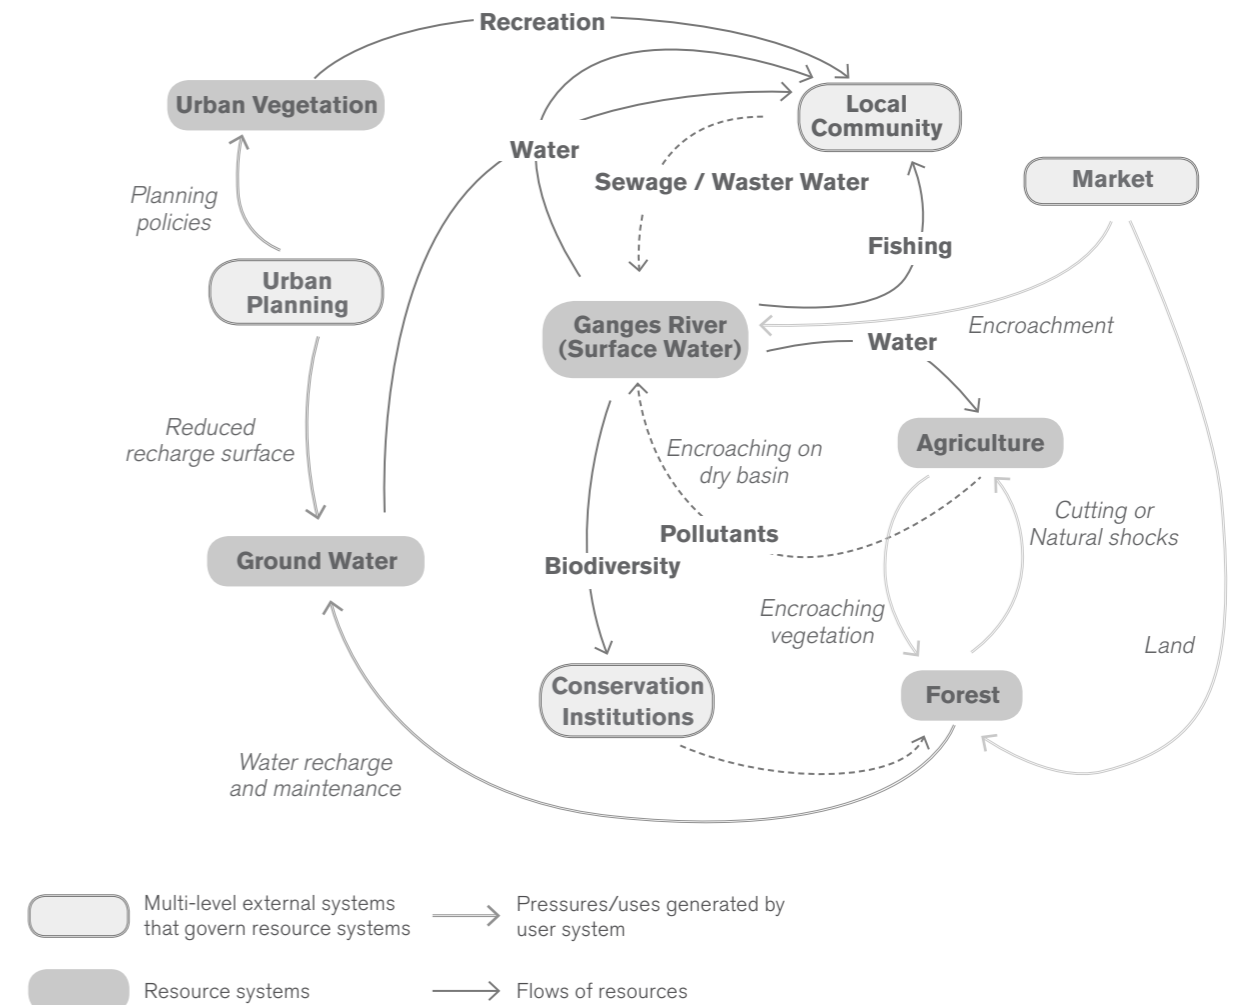 Recreation
Urban Vegetation
Local
Community
Water
Sewage / Waster Water
Market
Planning
policies
Fishing
Urban
Planning
Ganges River
(Surface Water)
Encroachment
Water
Reduced
recharge surface
Encroaching on
dry basin
Agriculture
Cutting or
Natural shocks
Pollutants
Ground Water
Biodiversity
Encroaching
vegetation
Land
Conservation
Institutions
Forest
Water recharge
and maintenance
Multi-level external systems
that govern resource systems
Pressures/uses generated by
user system
Resource systems
Flows of resources